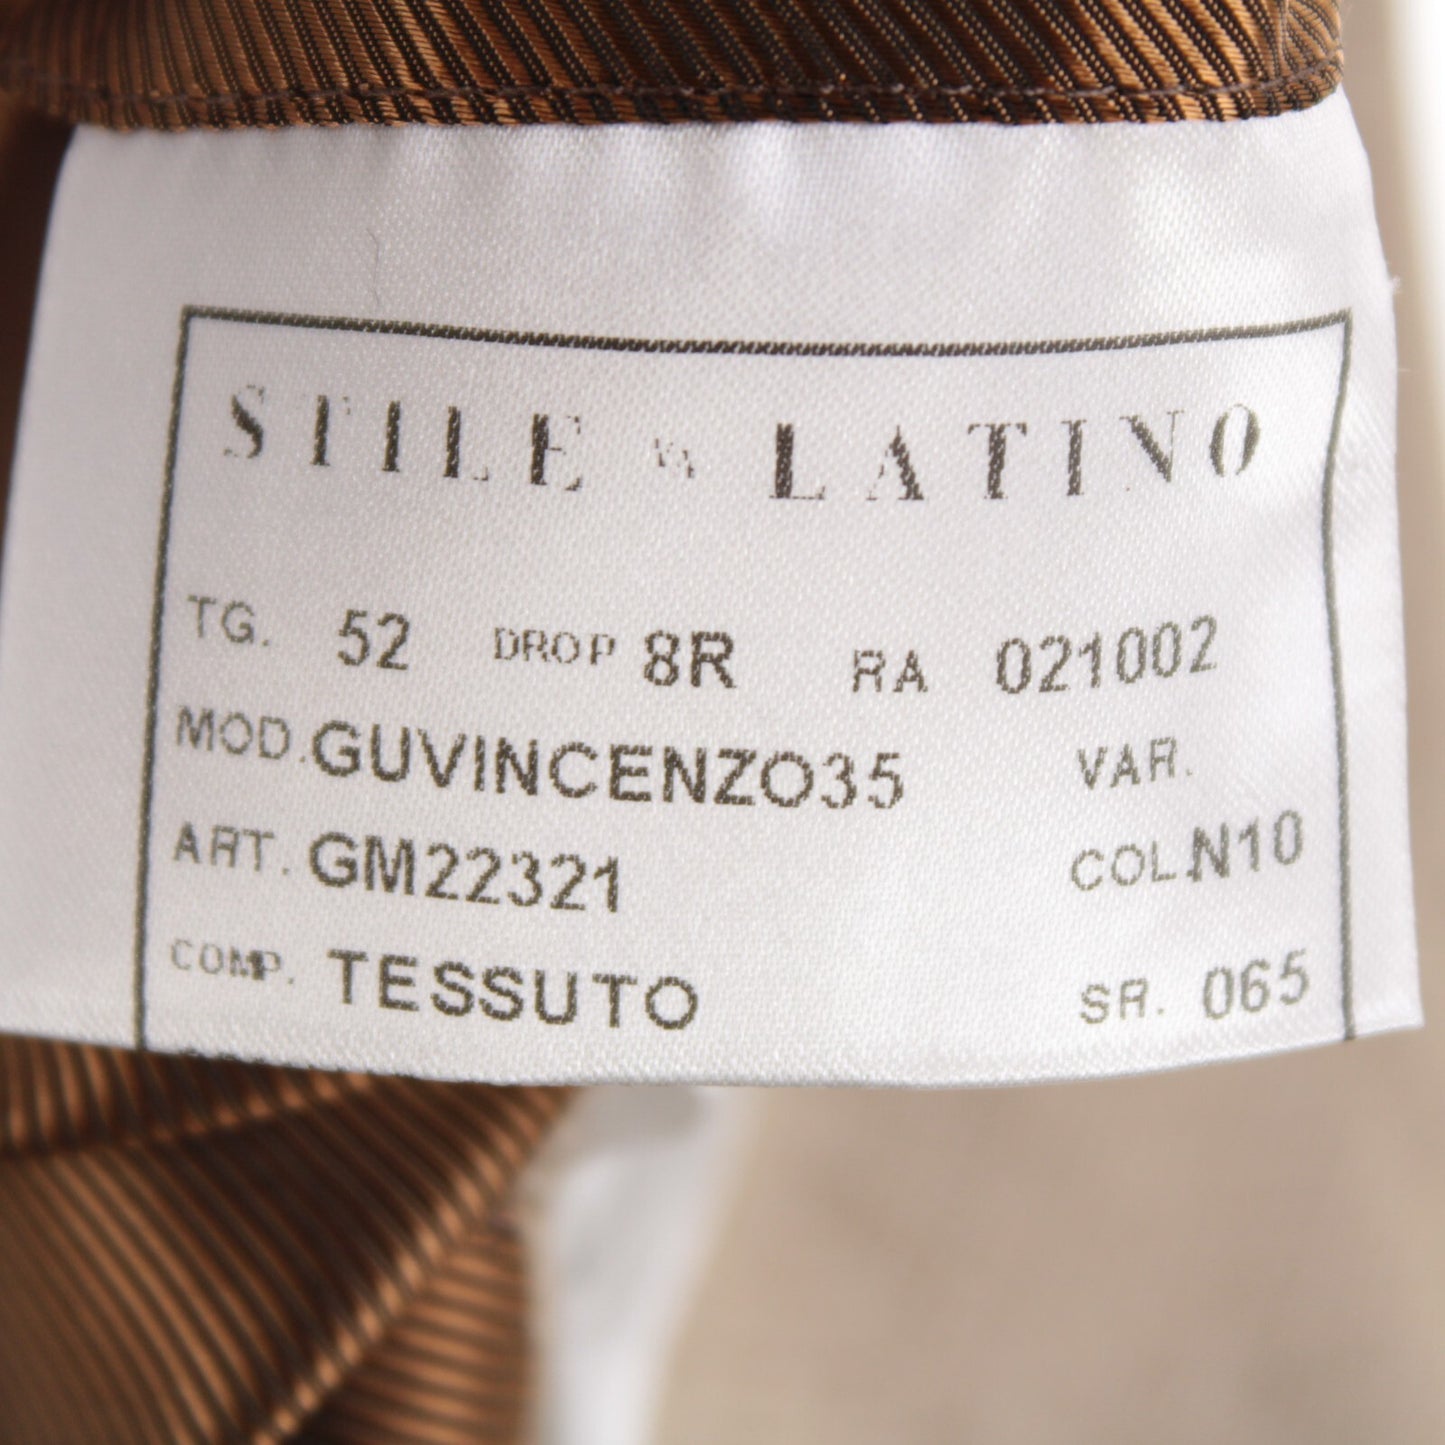 STILE LATINO
TG. 52 DROP 8R RA 021002
MOD. GUVINCENZO35 VAR.
ART. GM22321 COL. N10
COMP. TESSUTO SR. 065